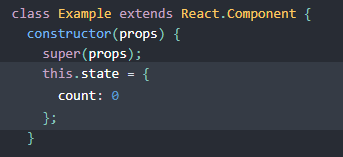 class Example extends React.Component {
  constructor(props) {
    super(props);
    this.state = {
      count: 0
    };
  }